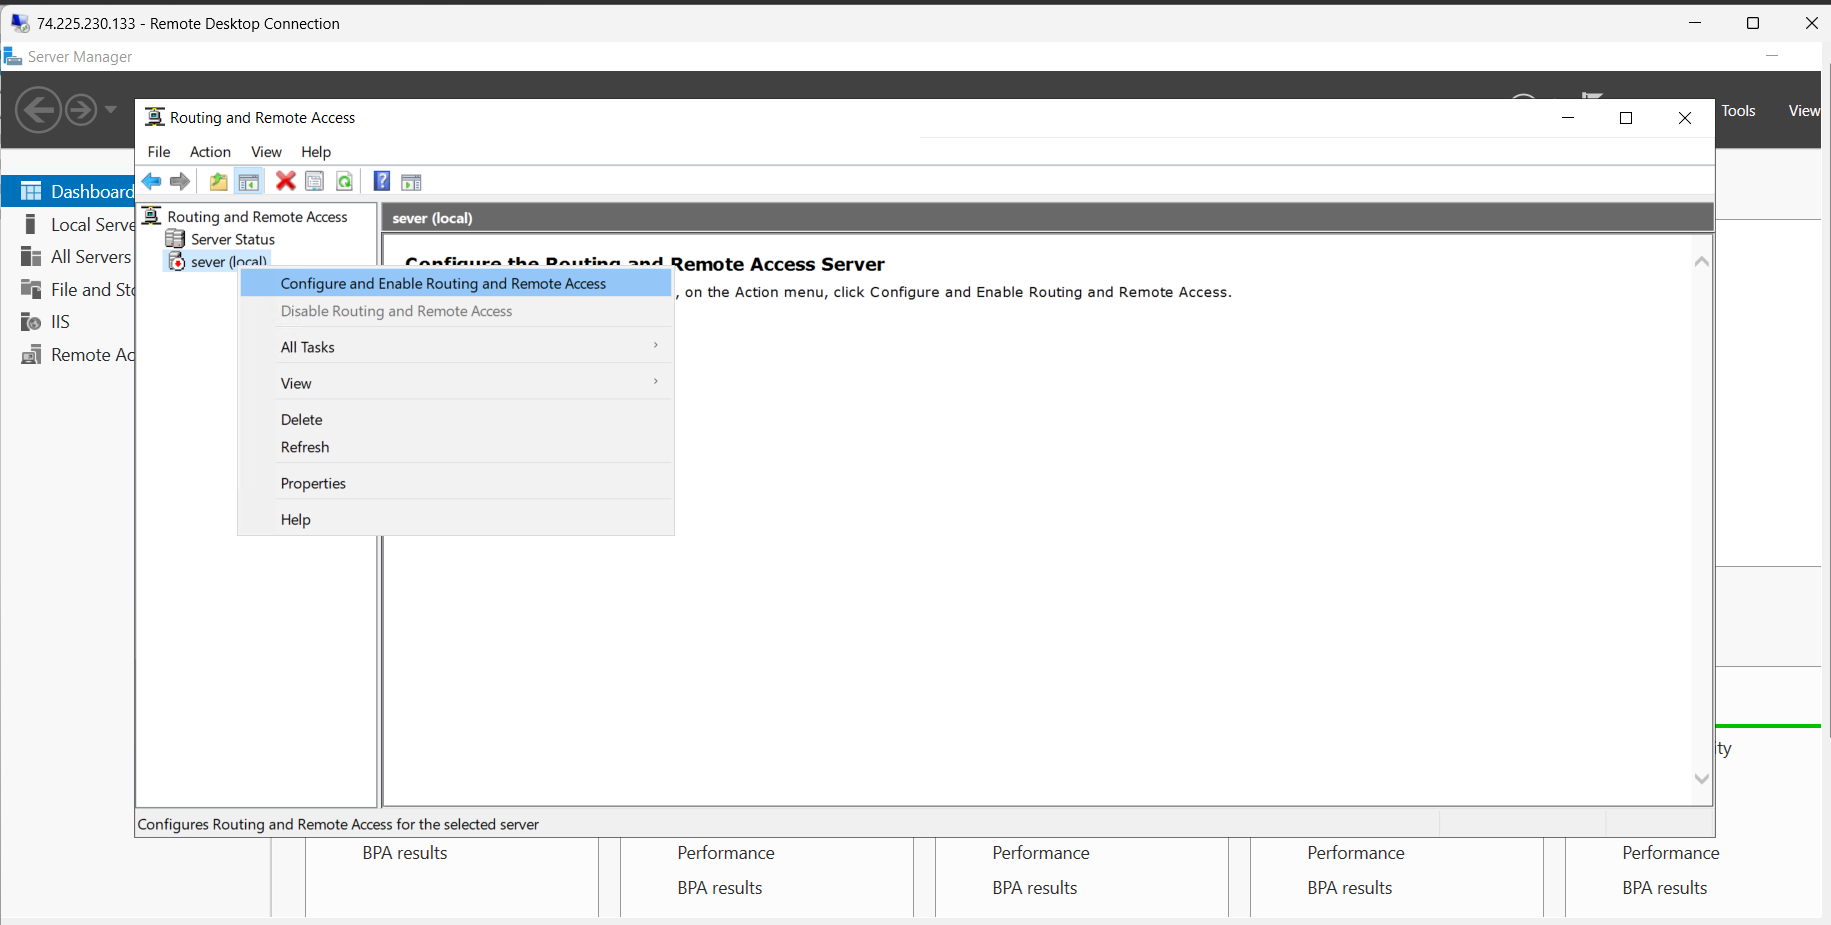 74.225.230.133 - Remote Desktop Connection
Server Manager
Tools
View
Routing and Remote Access
File
Action
View
Help
Dashboard
Local Serve
All Servers
File and Sto
IIS
Remote Ac
Routing and Remote Access
Server Status
sever (local)
sever (local)
Configure the Routing and Remote Access Server
, on the Action menu, click Configure and Enable Routing and Remote Access.
Configure and Enable Routing and Remote Access
Disable Routing and Remote Access
All Tasks
View
Delete
Refresh
Properties
Help
ty
Configures Routing and Remote Access for the selected server
BPA results
Performance
BPA results
Performance
BPA results
Performance
BPA results
Performance
BPA results